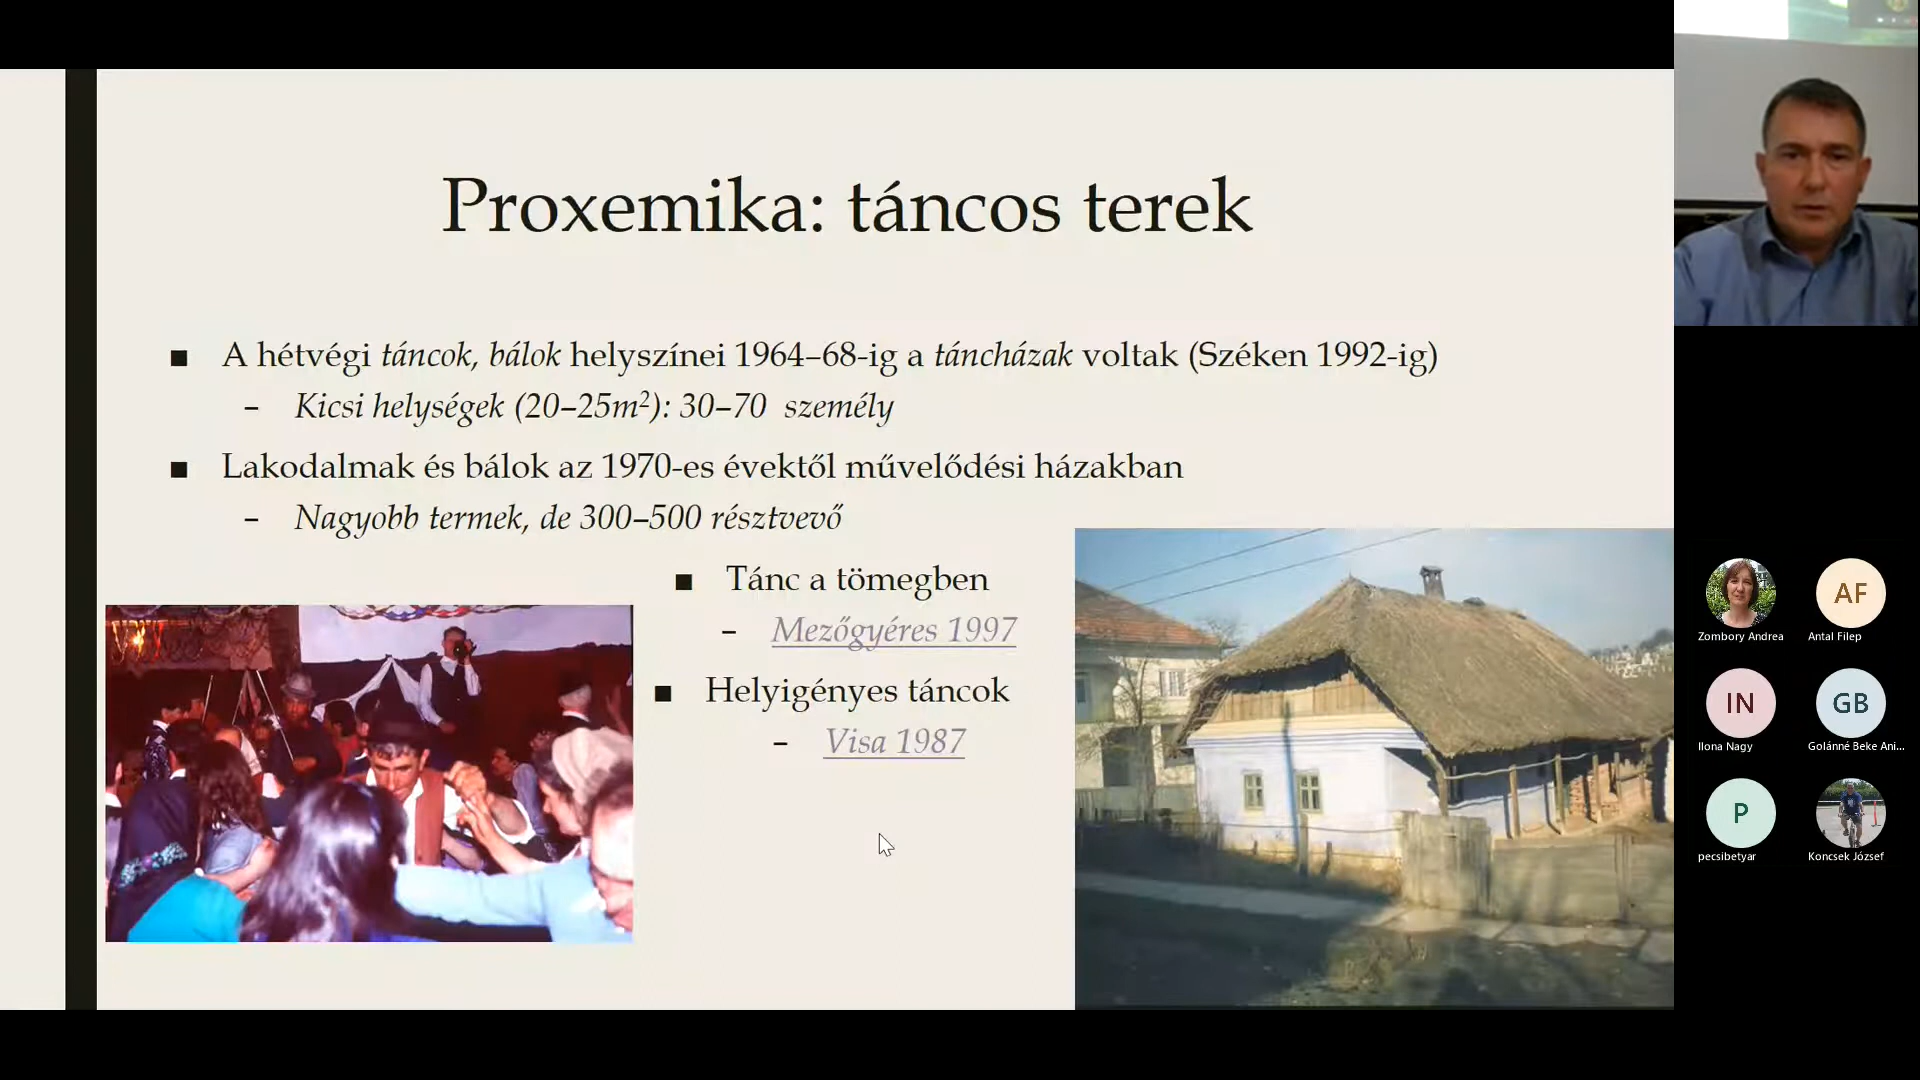 Proxemika: táncos terek
■ A hétvégi táncok, bálok helyszínei 1964–68-ig a táncházak voltak (Széken 1992-ig)
– Kicsi helységek (20–25m²): 30–70 személy
■ Lakodalmak és bálok az 1970-es évektől művelődési házakban
– Nagyobb termek, de 300–500 résztvevő
■ Tánc a tömegben
– Mezőgyéres 1997
■ Helyigényes táncok
– Visa 1987
Zombory Andrea
AF
Antal Filep
IN
Ilona Nagy
GB
Golánné Beke Ani...
P
pecsibetyar
Koncsek József